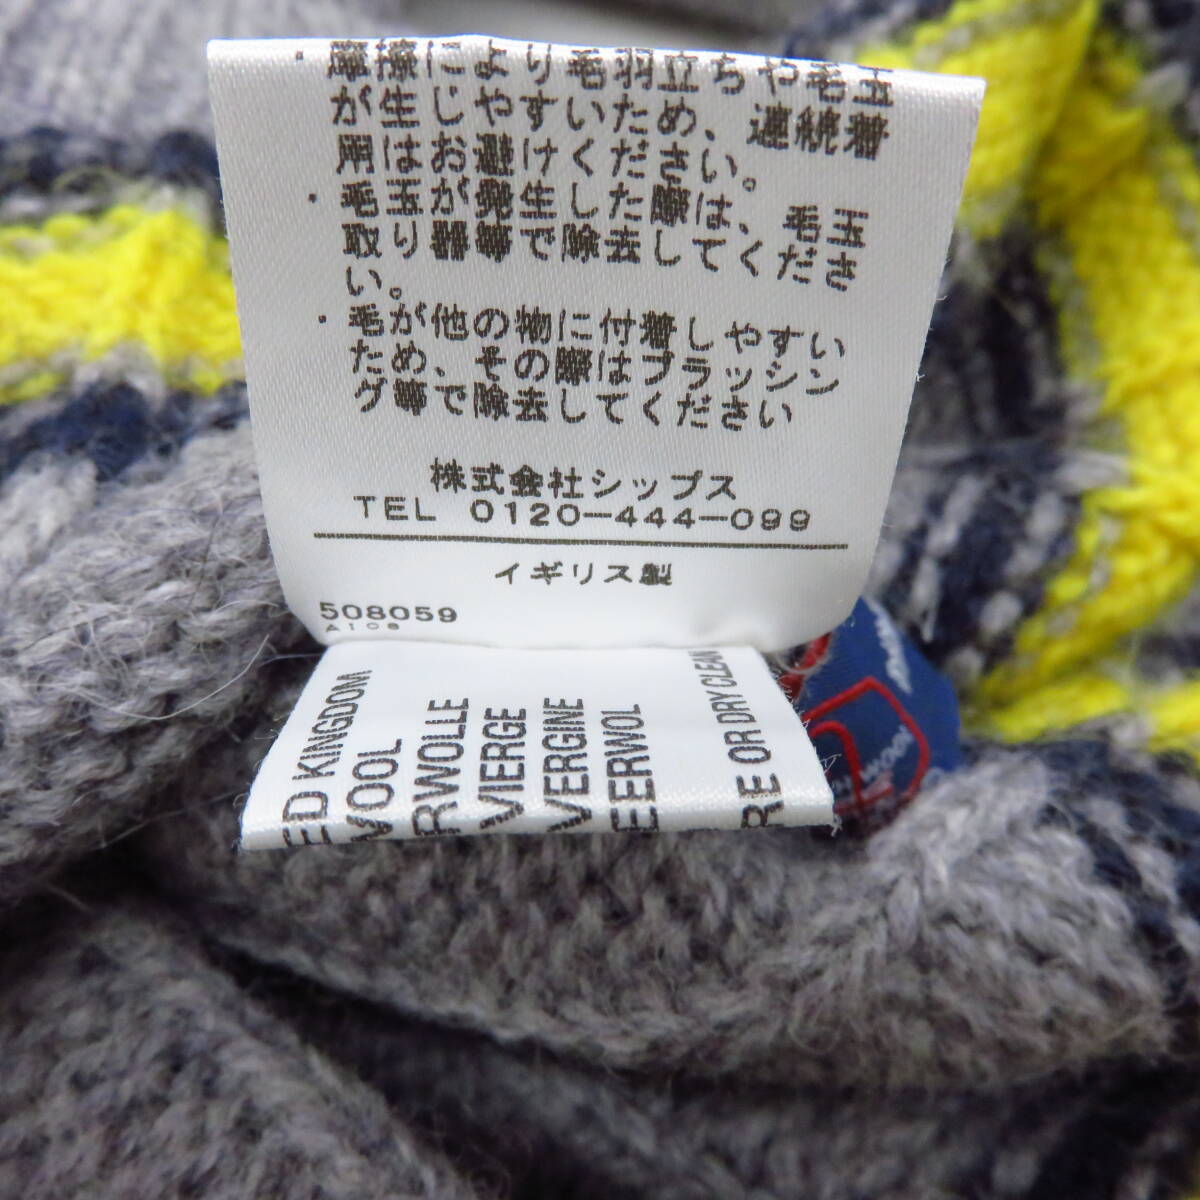 ・摩擦により毛羽立ちや毛玉
が生じやすいため、連続着
用はお避けください。
・毛玉が発生した際は、毛玉
取り器等で除去してくださ
い。
・毛が他の物に付着しやすい
ため、その際はブラッシン
グ等で除去してください
株式会社シップス
TEL 0120-444-099
イギリス製
508059
A108
ED KINGDOM
WOOL
RWOLLE
VIERGE
VERGINE
EERWOL
RE OR DRY CLEAN
WOOL